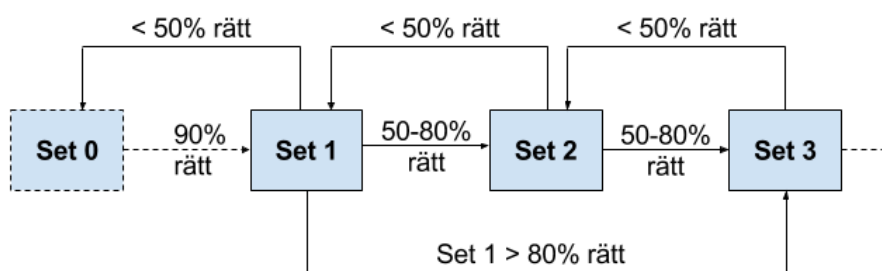 < 50% rätt
< 50% rätt
< 50% rätt
Set 0
90%
rätt
Set 1
50-80%
rätt
Set 2
50-80%
rätt
Set 3
Set 1 > 80% rätt